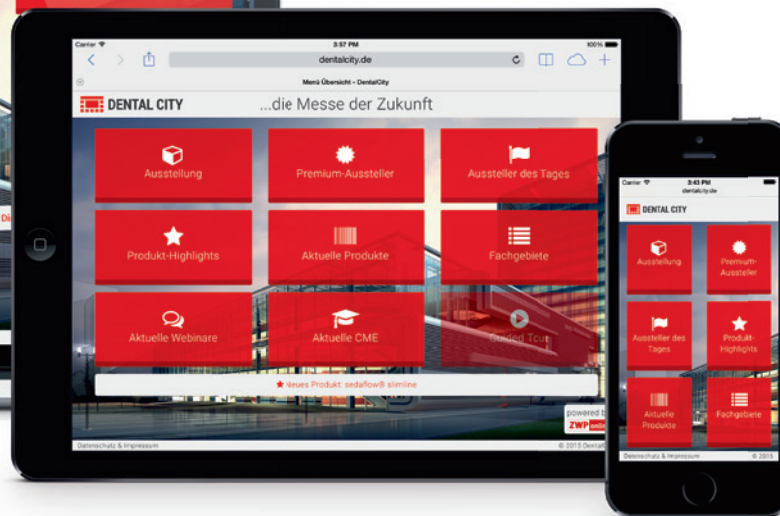 Di
Carrier
3:57 PM
100%
dentalcity.de
Menü Übersicht - DentalCity
DENTAL CITY
...die Messe der Zukunft
Ausstellung
Premium-Aussteller
Aussteller des Tages
Produkt-Highlights
Aktuelle Produkte
Fachgebiete
Aktuelle Webinare
Aktuelle CME
Guided Tour
Neues Produkt: sedaflow® slimline
powered b
ZWP online
Datenschutz & Impressum
© 2015 Dental
Carrier
3:43 PM
dentalcity.de
DENTAL CITY
Ausstellung
Premium-
Aussteller
Aussteller des
Tages
Produkt-
Highlights
Aktuelle
Produkte
Fachgebiete
Datenschutz & Impressum
© 2015